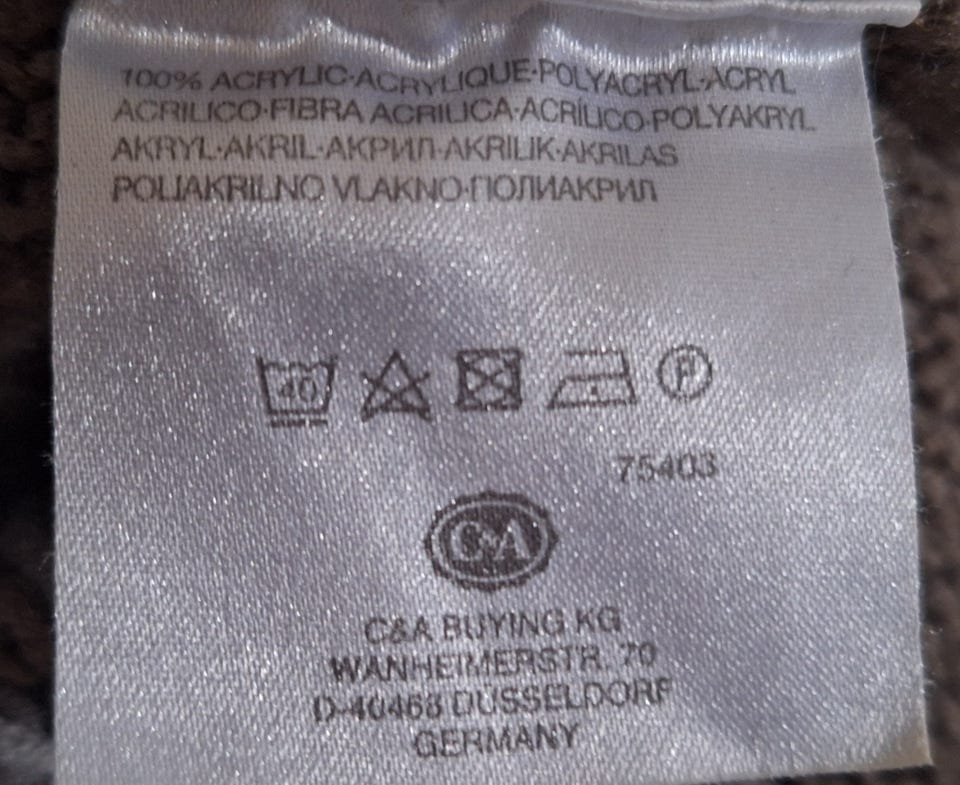 100% ACRYLIC·ACRYLIQUE·POLYACRYL·ACRYL
ACRILICO·FIBRA ACRILICA·ACRÍLICO·POLYAKRYL
AKRYL·AKRIL·АКРИЛ·AKRILIK·AKRILAS
POLIAKRILNO VLAKNO·ПОЛИАКРИЛ
40 P
75403
C&A
C&A BUYING KG
WANHEIMERSTR. 70
D-40468 DÜSSELDORF
GERMANY